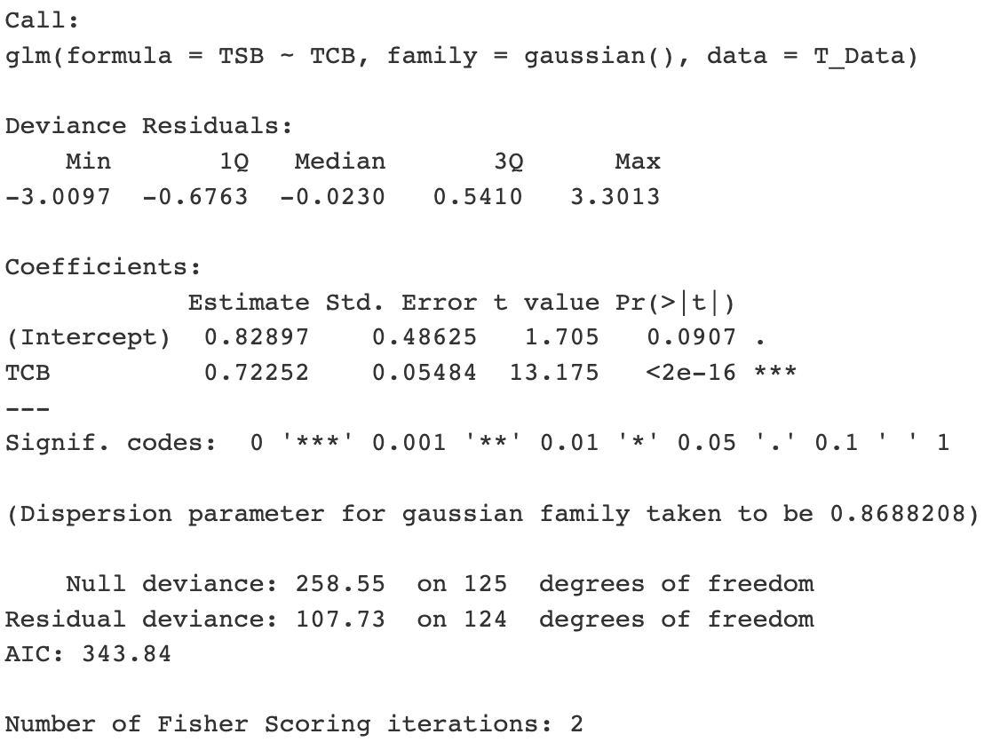 Call:
glm(formula = TSB ~ TCB, family = gaussian(), data = T_Data)
Deviance Residuals:
    Min       1Q   Median       3Q      Max
-3.0097  -0.6763  -0.0230   0.5410   3.3013
Coefficients:
            Estimate Std. Error t value Pr(>|t|)
(Intercept)  0.82897    0.48625   1.705   0.0907 .
TCB          0.72252    0.05484  13.175   <2e-16 ***
---
Signif. codes:  0 '***' 0.001 '**' 0.01 '*' 0.05 '.' 0.1 ' ' 1
(Dispersion parameter for gaussian family taken to be 0.8688208)
    Null deviance: 258.55  on 125  degrees of freedom
Residual deviance: 107.73  on 124  degrees of freedom
AIC: 343.84
Number of Fisher Scoring iterations: 2